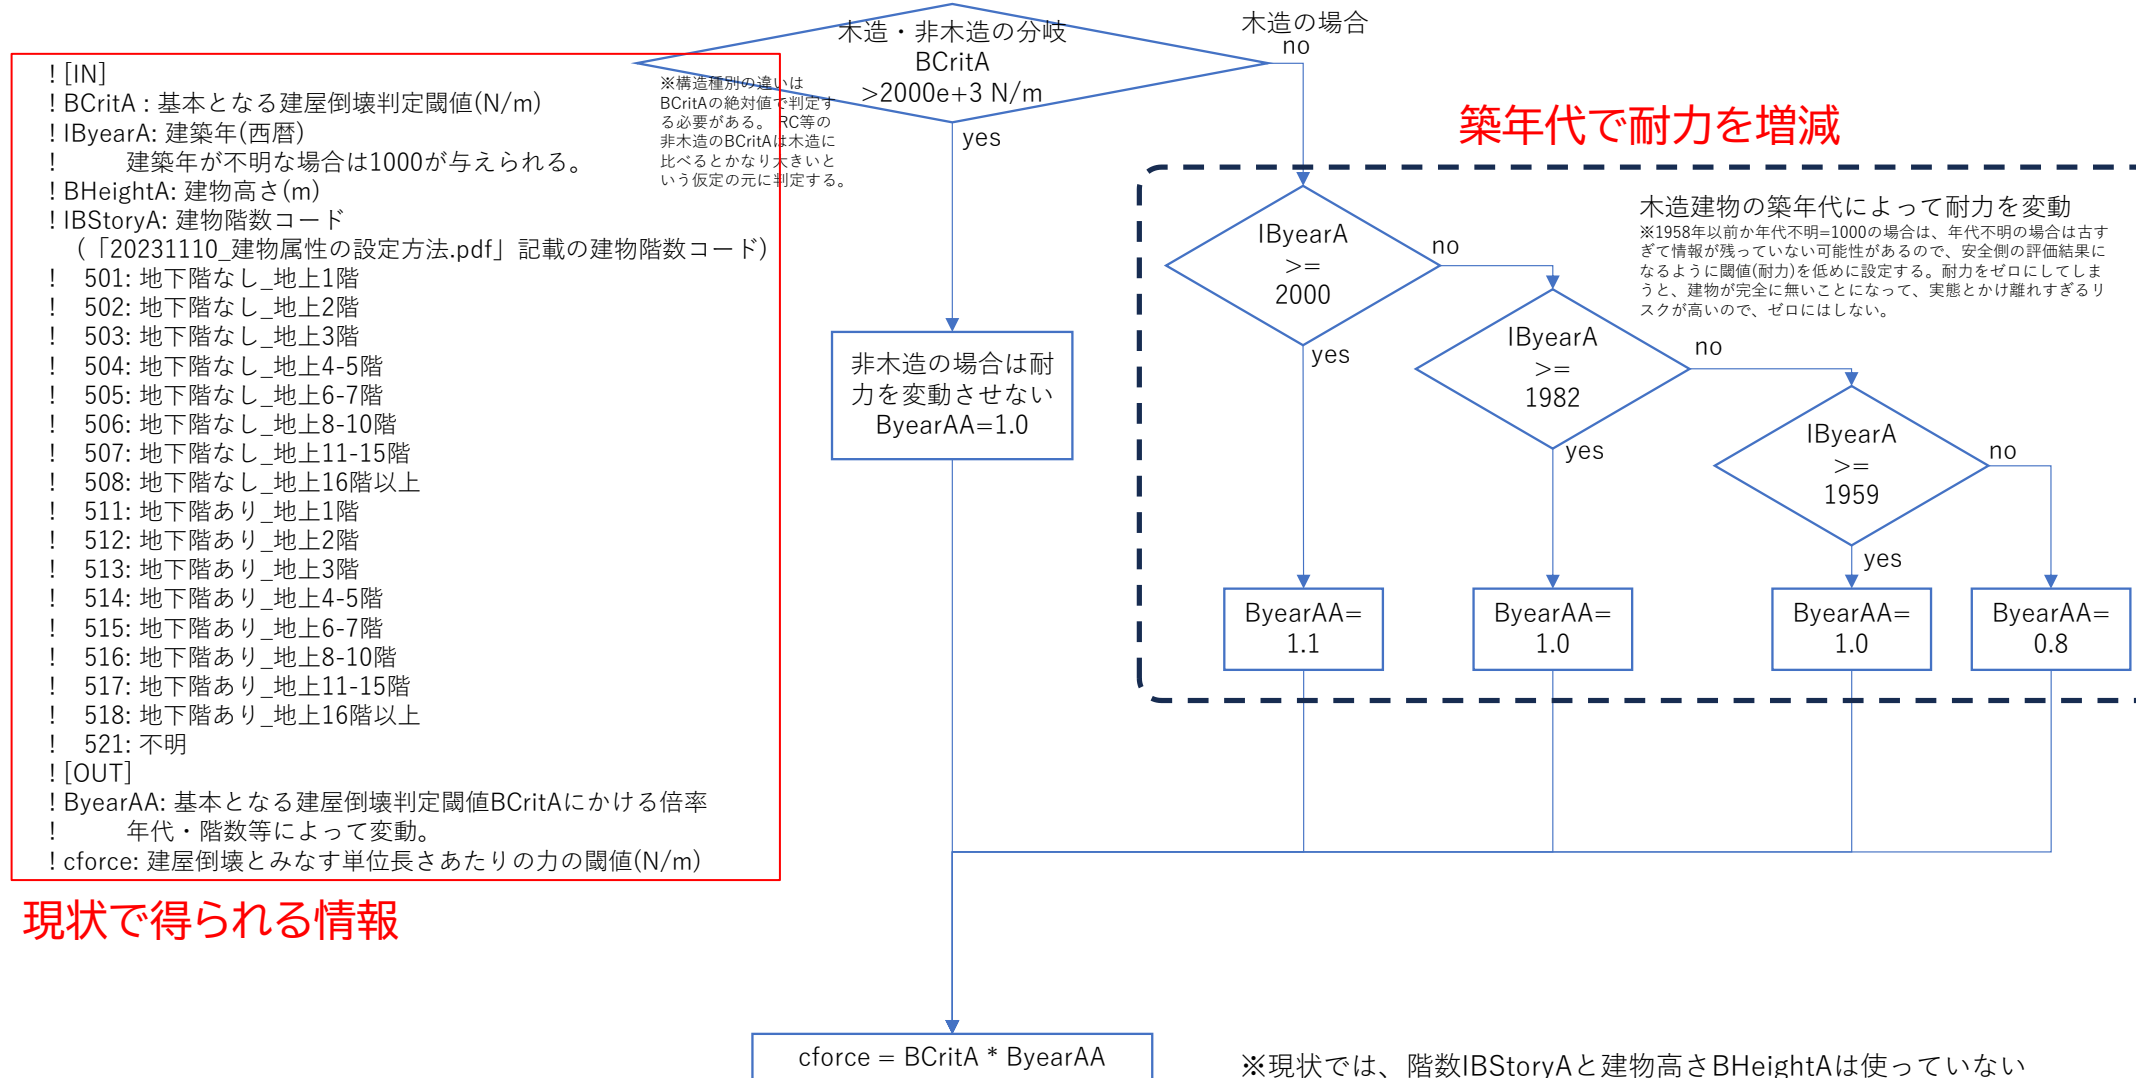 ! [IN]
! BCritA : 基本となる建屋倒壊判定閾値(N/m)
! IByearA: 建築年(西暦)
! 建築年が不明な場合は1000が与えられる。
! BHeightA: 建物高さ(m)
! IBStoryA: 建物階数コード
（「20231110_建物属性の設定方法.pdf」記載の建物階数コード）
! 501: 地下階なし_地上1階
! 502: 地下階なし_地上2階
! 503: 地下階なし_地上3階
! 504: 地下階なし_地上4-5階
! 505: 地下階なし_地上6-7階
! 506: 地下階なし_地上8-10階
! 507: 地下階なし_地上11-15階
! 508: 地下階なし_地上16階以上
! 511: 地下階あり_地上1階
! 512: 地下階あり_地上2階
! 513: 地下階あり_地上3階
! 514: 地下階あり_地上4-5階
! 515: 地下階あり_地上6-7階
! 516: 地下階あり_地上8-10階
! 517: 地下階あり_地上11-15階
! 518: 地下階あり_地上16階以上
! 521: 不明
! [OUT]
! ByearAA: 基本となる建屋倒壊判定閾値BCritAにかける倍率
! 年代・階数等によって変動。
! cforce: 建屋倒壊とみなす単位長さあたりの力の閾値(N/m)
現状で得られる情報
木造・非木造の分岐
BCritA
>2000e+3 N/m
※構造種別の違いは
BCritAの絶対値で判定す
る必要がある。 RC等の
非木造のBCritAは木造に
比べるとかなり大きいと
いう仮定の元に判定する。
yes
木造の場合
no
非木造の場合は耐
力を変動させない
ByearAA=1.0
築年代で耐力を増減
木造建物の築年代によって耐力を変動
※1958年以前か年代不明=1000の場合は、年代不明の場合は古す
ぎて情報が残っていない可能性があるので、安全側の評価結果に
なるように閾値(耐力)を低めに設定する。耐力をゼロにしてしま
うと、建物が完全に無いことになって、実態とかけ離れすぎるリ
スクが高いので、ゼロにはしない。
IByearA
>=
2000
no
yes
IByearA
>=
1982
no
yes
IByearA
>=
1959
no
yes
ByearAA=
1.1
ByearAA=
1.0
ByearAA=
1.0
ByearAA=
0.8
cforce = BCritA * ByearAA
※現状では、階数IBStoryAと建物高さBHeightAは使っていない